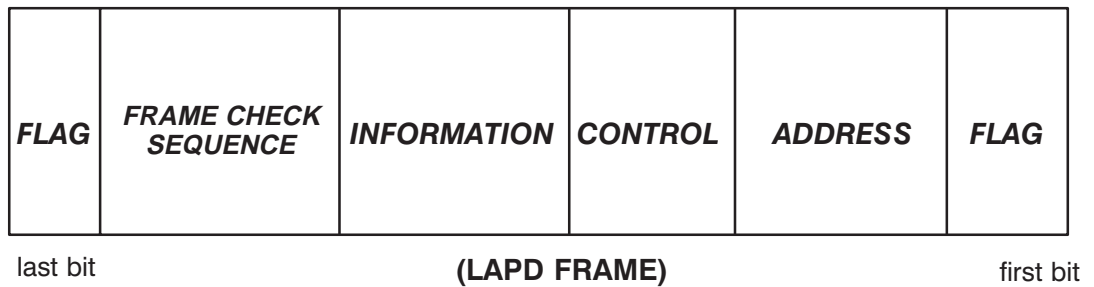 FLAG
FRAME CHECK
SEQUENCE
INFORMATION
CONTROL
ADDRESS
FLAG
last bit
(LAPD FRAME)
first bit